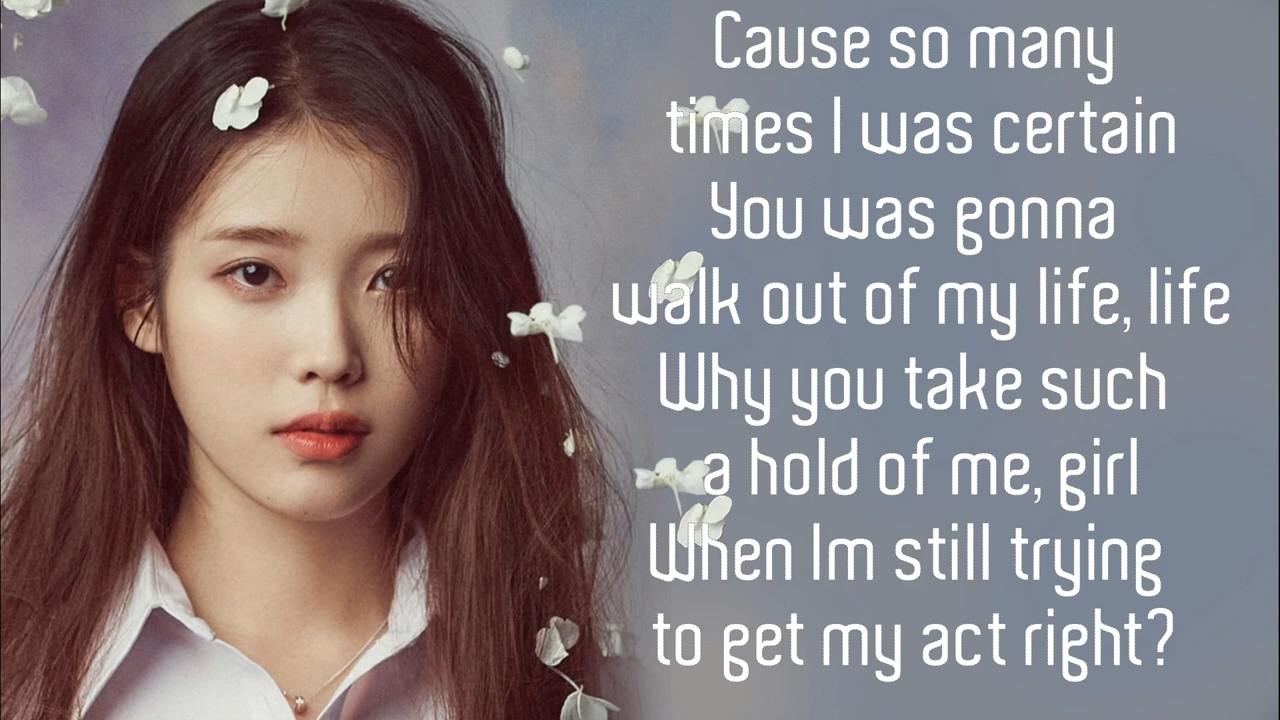 Cause so many
times I was certain
You was gonna
walk out of my life, life
Why you take such
a hold of me, girl
When Im still trying
to get my act right?